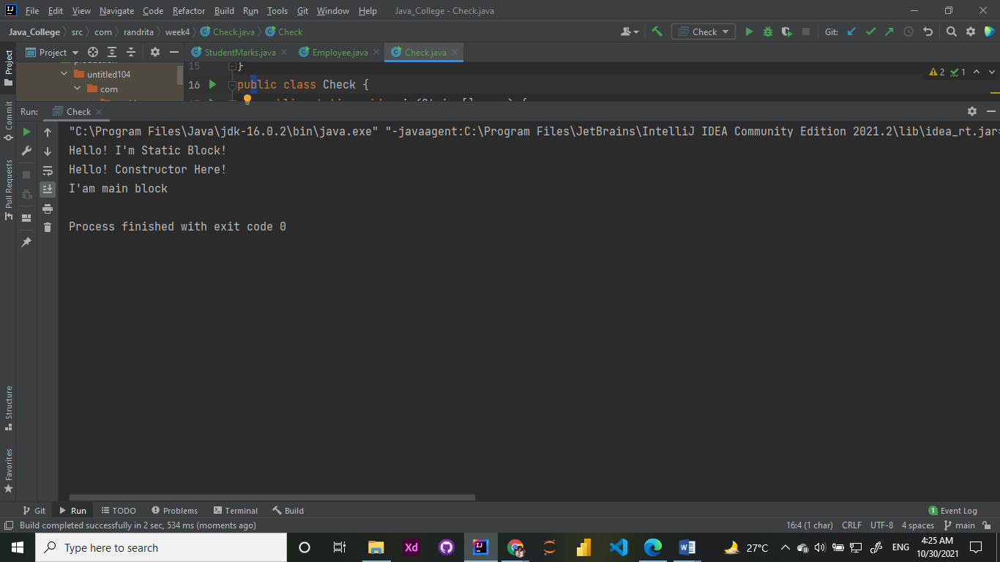 File Edit View Navigate Code Refactor Build Run Tools Git Window Help Java_College - Check.java
Java_College src com randrita week4 Check.java Check Check Git:
Project StudentMarks.java Employee.java Check.java
15 }
untitled104
com
16 public class Check {
2 1
Run: Check
"C:\Program Files\Java\jdk-16.0.2\bin\java.exe" "-javaagent:C:\Program Files\JetBrains\IntelliJ IDEA Community Edition 2021.2\lib\idea_rt.jar=
Hello! I'm Static Block!
Hello! Constructor Here!
I'am main block
Process finished with exit code 0
Project
Commit
Pull Requests
Structure
Favorites
Git Run TODO Problems Terminal Build 1 Event Log
Build completed successfully in 2 sec, 534 ms (moments ago) 16:4 (1 char) CRLF UTF-8 4 spaces main
Type here to search Xd 27°C ENG 4:25 AM
10/30/2021